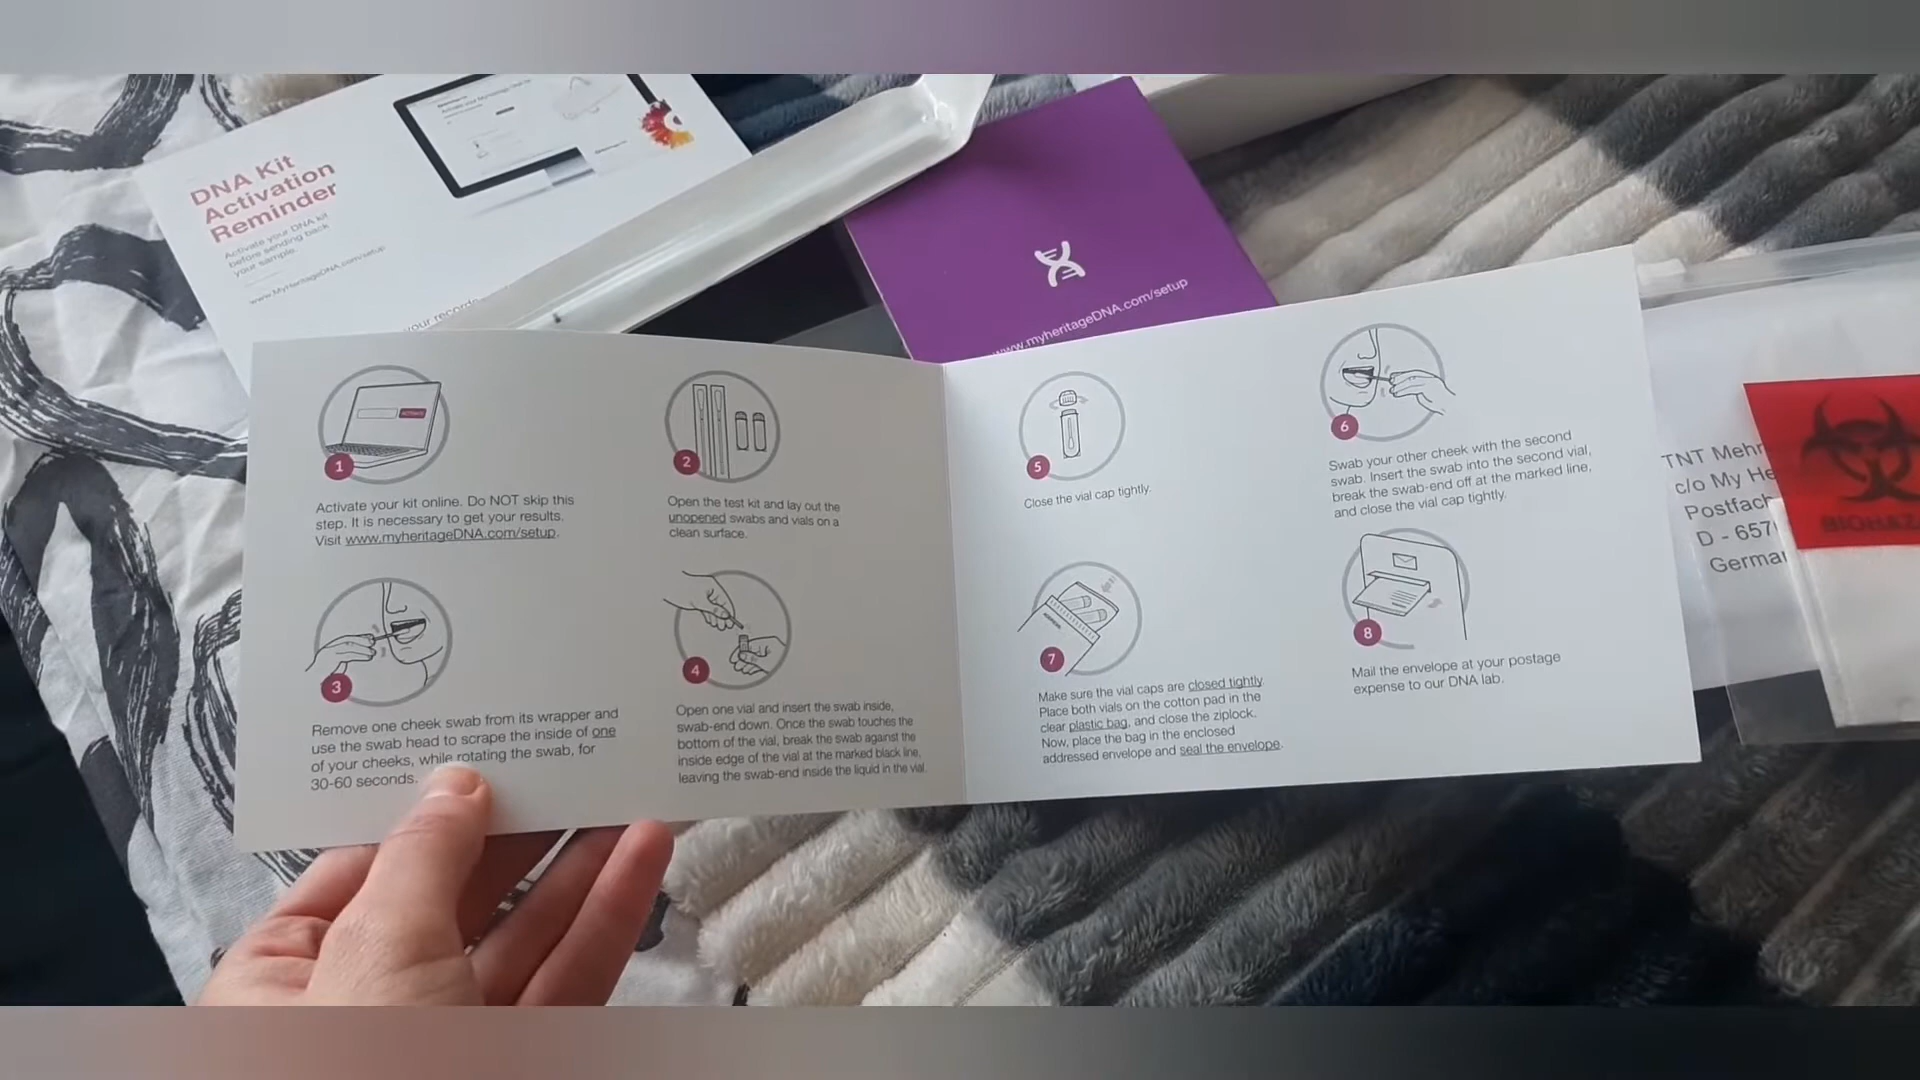 DNA Kit
Activation
Reminder
Activate your DNA kit
before sending back
your sample.
www.MyHeritageDNA.com/setup
your records
www.myheritageDNA.com/setup
1
Activate your kit online. Do NOT skip this
step. It is necessary to get your results.
Visit www.myheritageDNA.com/setup.
2
Open the test kit and lay out the
unopened swabs and vials on a
clean surface.
3
Remove one cheek swab from its wrapper and
use the swab head to scrape the inside of one
of your cheeks, while rotating the swab, for
30-60 seconds.
4
Open one vial and insert the swab inside,
swab-end down. Once the swab touches the
bottom of the vial, break the swab against the
inside edge of the vial at the marked black line,
leaving the swab-end inside the liquid in the vial.
5
Close the vial cap tightly.
6
Swab your other cheek with the second
swab. Insert the swab into the second vial,
break the swab-end off at the marked line,
and close the vial cap tightly.
7
Make sure the vial caps are closed tightly.
Place both vials on the cotton pad in the
clear plastic bag, and close the ziplock.
Now, place the bag in the enclosed
addressed envelope and seal the envelope.
8
Mail the envelope at your postage
expense to our DNA lab.
TNT Mehr
c/o My He
Postfach
D - 657
Germa
BIOHAZA